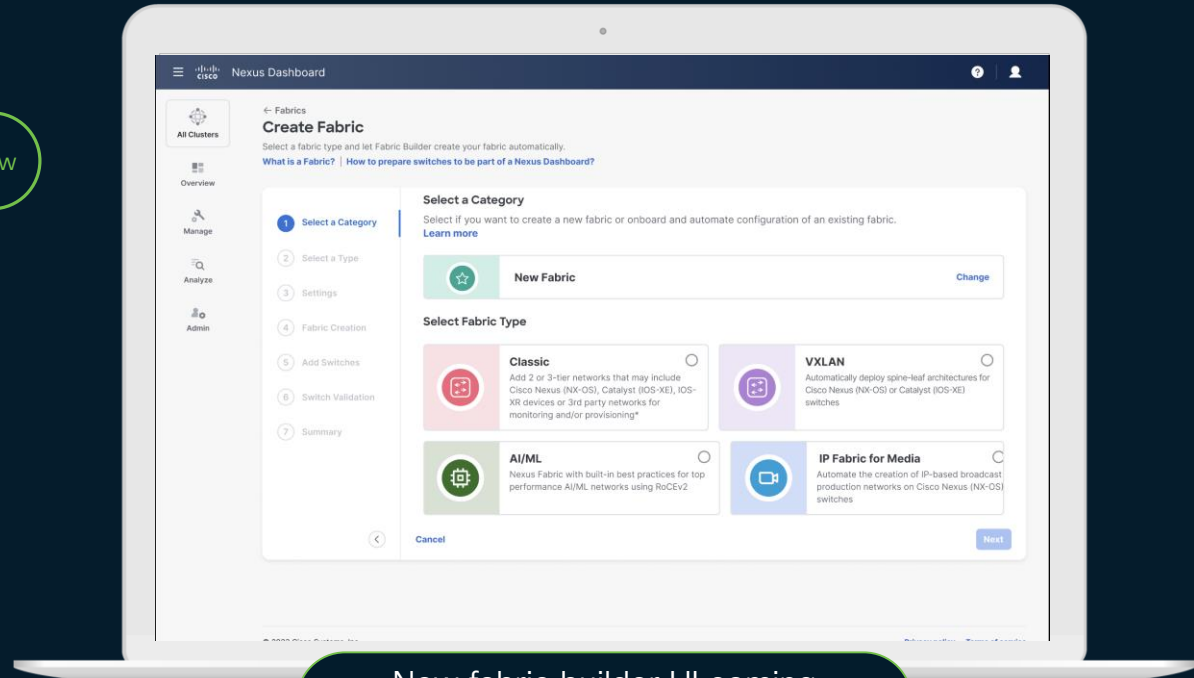 cisco Nexus Dashboard
All Clusters
Overview
Manage
Analyze
Admin
← Fabrics
Create Fabric
Select a fabric type and let Fabric Builder create your fabric automatically.
What is a Fabric? | How to prepare switches to be part of a Nexus Dashboard?
1 Select a Category
2 Select a Type
3 Settings
4 Fabric Creation
5 Add Switches
6 Switch Validation
7 Summary
Select a Category
Select if you want to create a new fabric or onboard and automate configuration of an existing fabric.
Learn more
New Fabric
Change
Select Fabric Type
Classic
Add 2 or 3-tier networks that may include
Cisco Nexus (NX-OS), Catalyst (IOS-XE), IOS-
XR devices or 3rd party networks for
monitoring and/or provisioning*
VXLAN
Automatically deploy spine-leaf architectures for
Cisco Nexus (NX-OS) or Catalyst (IOS-XE)
switches
AI/ML
Nexus Fabric with built-in best practices for top
performance AI/ML networks using RoCEv2
IP Fabric for Media
Automate the creation of IP-based broadcast
production networks on Cisco Nexus (NX-OS)
switches
Cancel
Next
New fabric builder UI coming